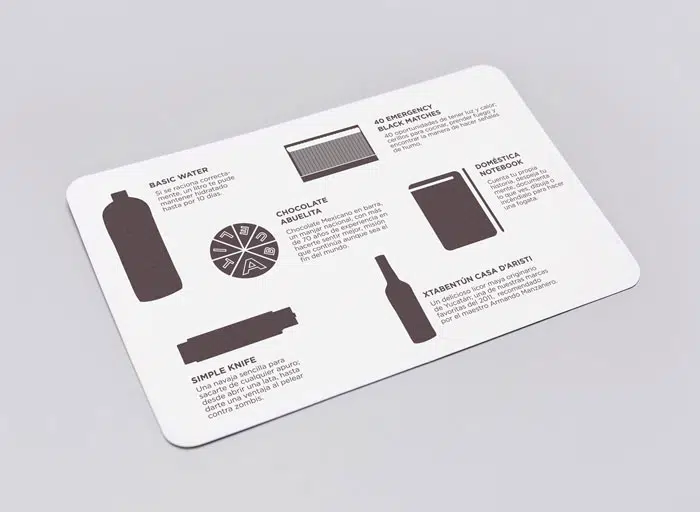 40 EMERGENCY
BLACK MATCHES
40 oportunidades de tener luz y calor;
cerillos para cocinar, prender fuego y
encontrar la manera de hacer señales
de humo.
BASIC WATER
Si se raciona correcta-
mente, un litro te pude
mantener hidratado
hasta por 10 días.
DOMÉSTICA
NOTEBOOK
Cuenta tu propia
historia, despeja tu
mente, documenta
lo que ves, dibuja o
incéndialo para hacer
una fogata.
CHOCOLATE
ABUELITA
Chocolate Mexicano en barra,
un manjar nacional, con más
de 70 años de experiencia en
hacerte sentir mejor, misión
que continúa aunque sea el
fin del mundo.
ABUELITA
XTABENTÚN CASA D'ARISTI
Un delicioso licor maya originario
de Yucatán; una de nuestras marcas
favoritas del 2011, recomendado
por el maestro Armando Manzanero.
SIMPLE KNIFE
Una navaja sencilla para
sacarte de cualquier apuro;
desde abrir una lata, hasta
darte una ventaja al pelear
contra zombis.